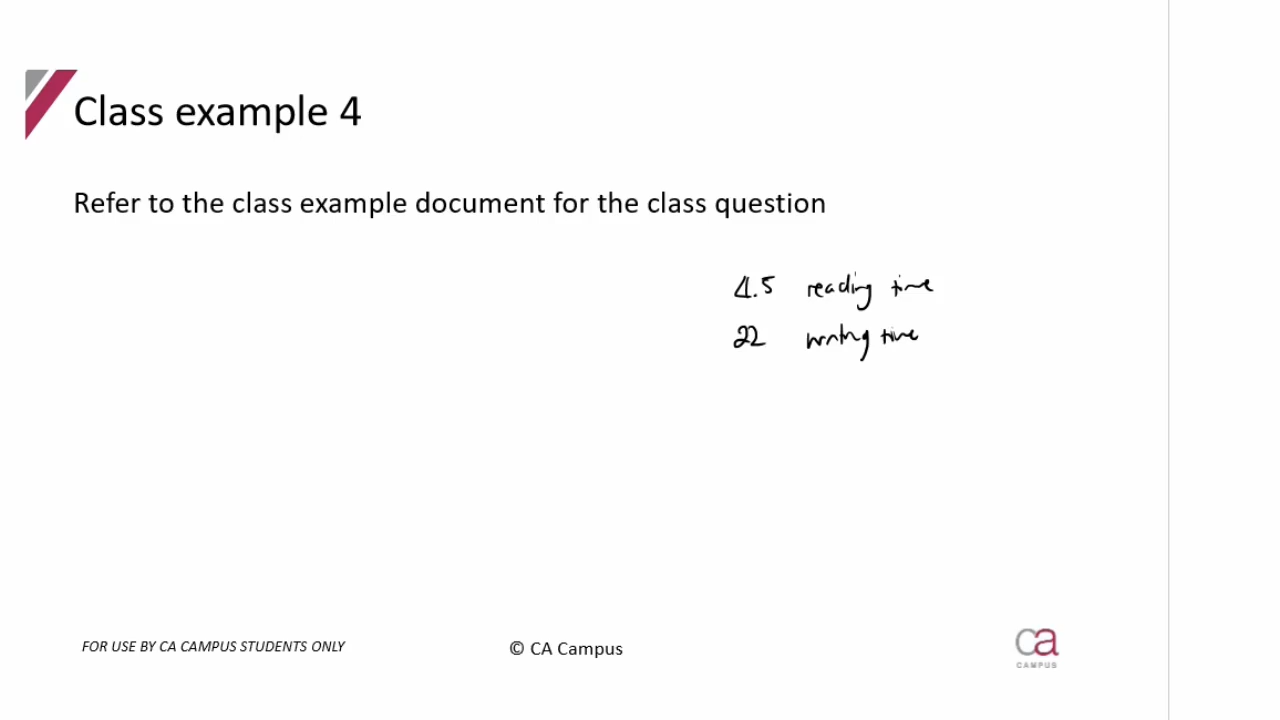 Class example 4
Refer to the class example document for the class question
4.5 reading time
22 writing time
FOR USE BY CA CAMPUS STUDENTS ONLY
© CA Campus
ca
CAMPUS